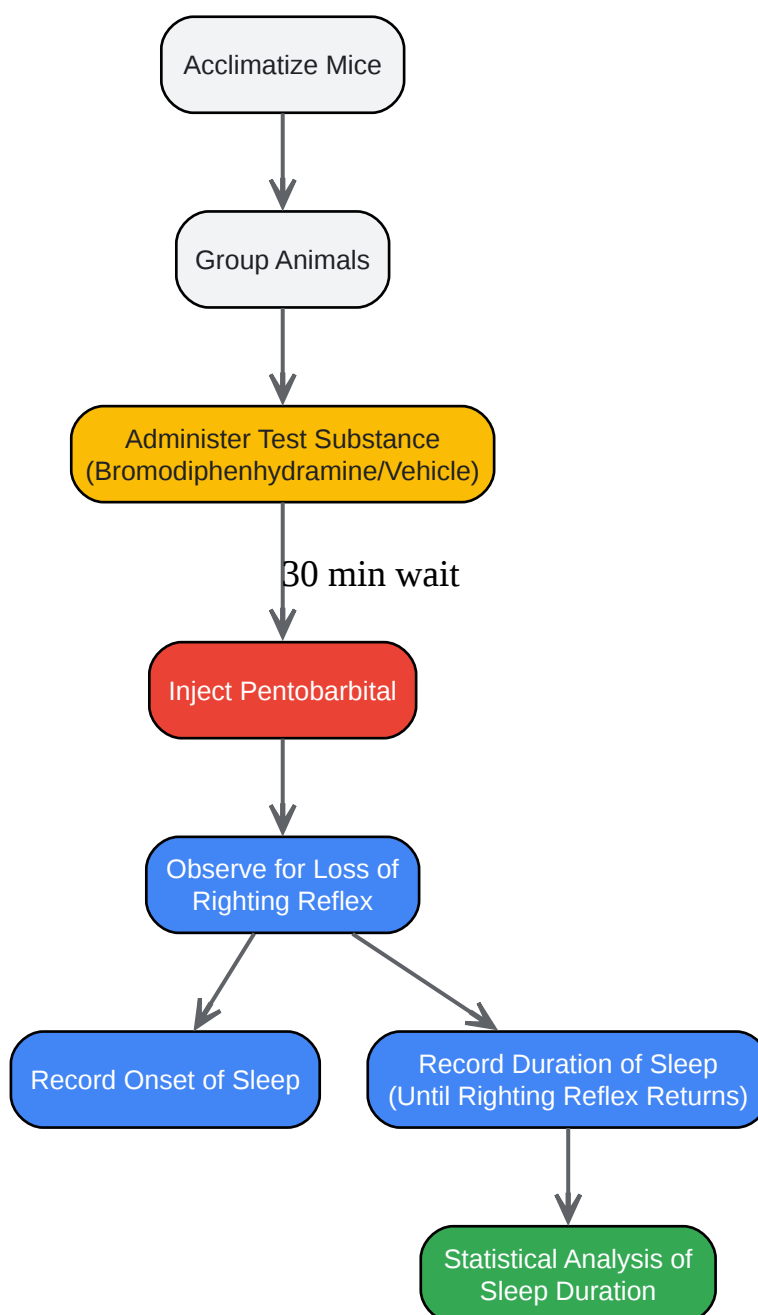 Acclimatize Mice
Group Animals
Administer Test Substance
(Bromodiphenhydramine/Vehicle)
30 min wait
Inject Pentobarbital
Observe for Loss of
Righting Reflex
Record Onset of Sleep
Record Duration of Sleep
(Until Righting Reflex Returns)
Statistical Analysis of
Sleep Duration